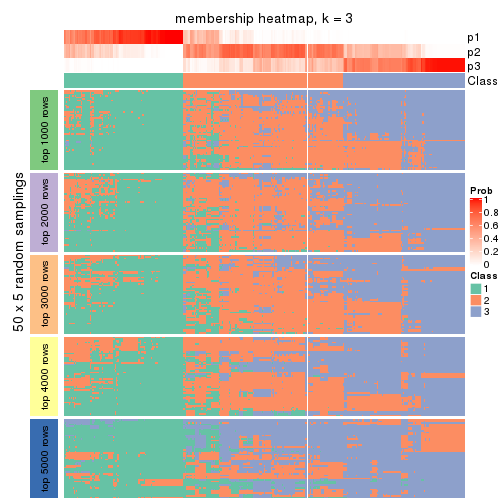 membership heatmap, k = 3
p1
p2
p3
Class
50 x 5 random samplings
top 1000 rows
top 2000 rows
top 3000 rows
top 4000 rows
top 5000 rows
Prob
1
0.8
0.6
0.4
0.2
0
Class
1
2
3